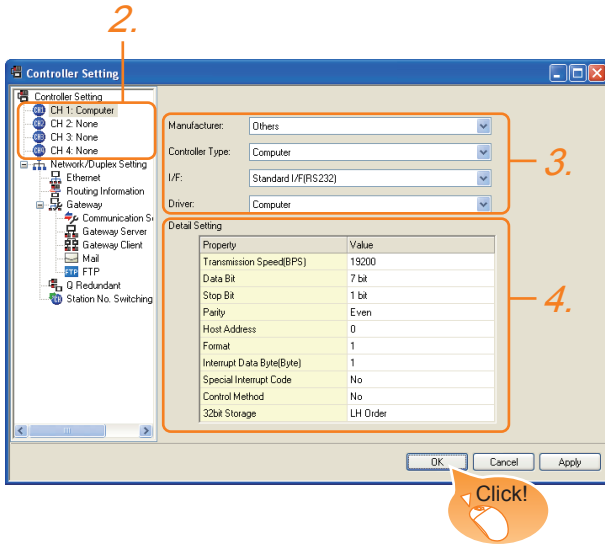 2.
Controller Setting
Controller Setting
CH 1: Computer
CH 2: None
CH 3: None
CH 4: None
Network/Duplex Setting
Ethernet
Routing Information
Gateway
Communication S
Gateway Server
Gateway Client
Mail
FTP FTP
Q Redundant
Station No. Switching
Manufacturer: Others
Controller Type: Computer
I/F: Standard I/F(RS232)
Driver: Computer
3.
Detail Setting
Property Value
Transmission Speed(BPS) 19200
Data Bit 7 bit
Stop Bit 1 bit
Parity Even
Host Address 0
Format 1
Interrupt Data Byte(Byte) 1
Special Interrupt Code No
Control Method No
32bit Storage LH Order
4.
OK Cancel Apply
Click!